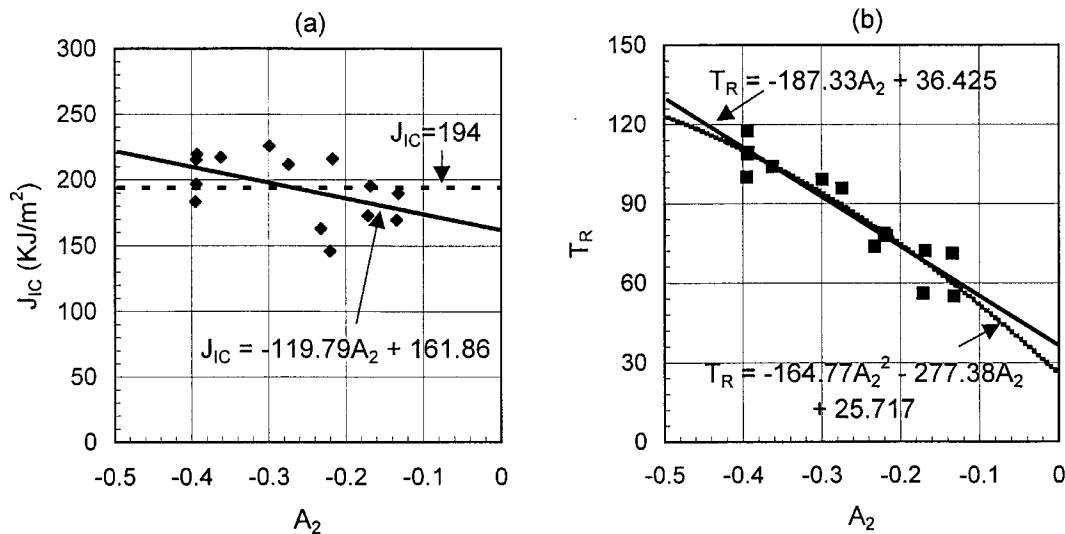 (a)
300
250
200
150
100
50
0
-0.5 -0.4 -0.3 -0.2 -0.1 0
J_IC (KJ/m²)
A₂
J_IC=194
J_IC = -119.79A₂ + 161.86
(b)
150
120
90
60
30
0
-0.5 -0.4 -0.3 -0.2 -0.1 0
T_R
A₂
T_R = -187.33A₂ + 36.425
T_R = -164.77A₂² - 277.38A₂
+ 25.717